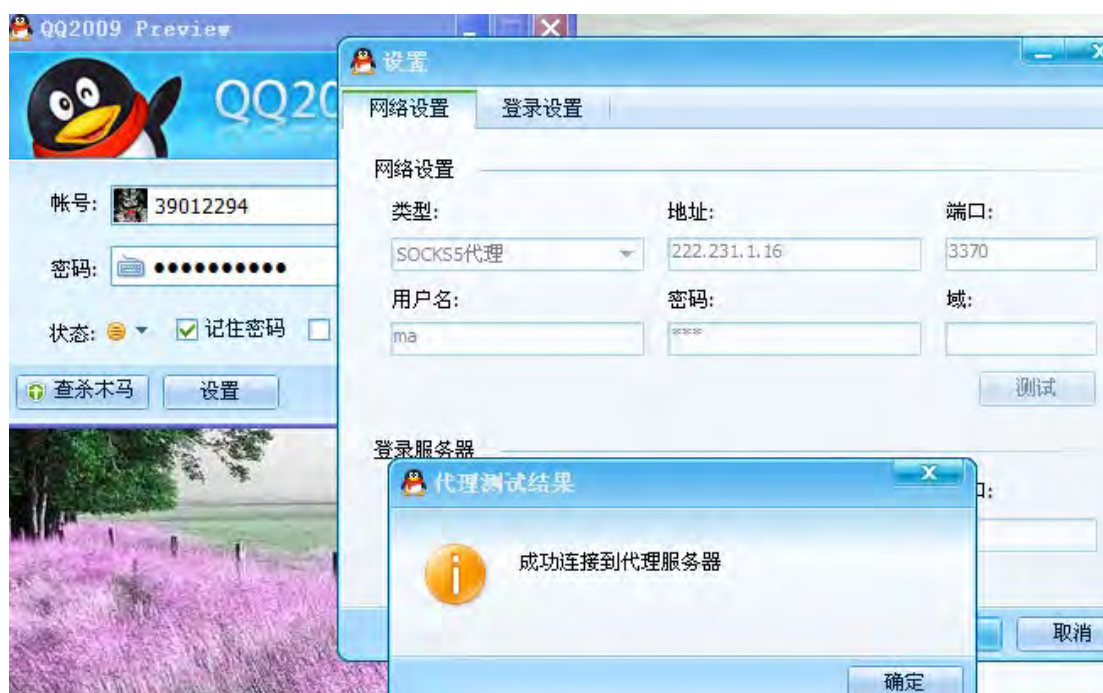 QQ2009 Preview
设置
QQ20
网络设置 登录设置
网络设置
帐号: 39012294
类型: 地址: 端口:
SOCKS5代理 222.231.1.16 3370
密码: ●●●●●●●●●●
用户名: 密码: 域:
状态: 记住密码
ma ***
查杀木马 设置
测试
登录服务器
代理测试结果
口:
成功连接到代理服务器
取消
确定